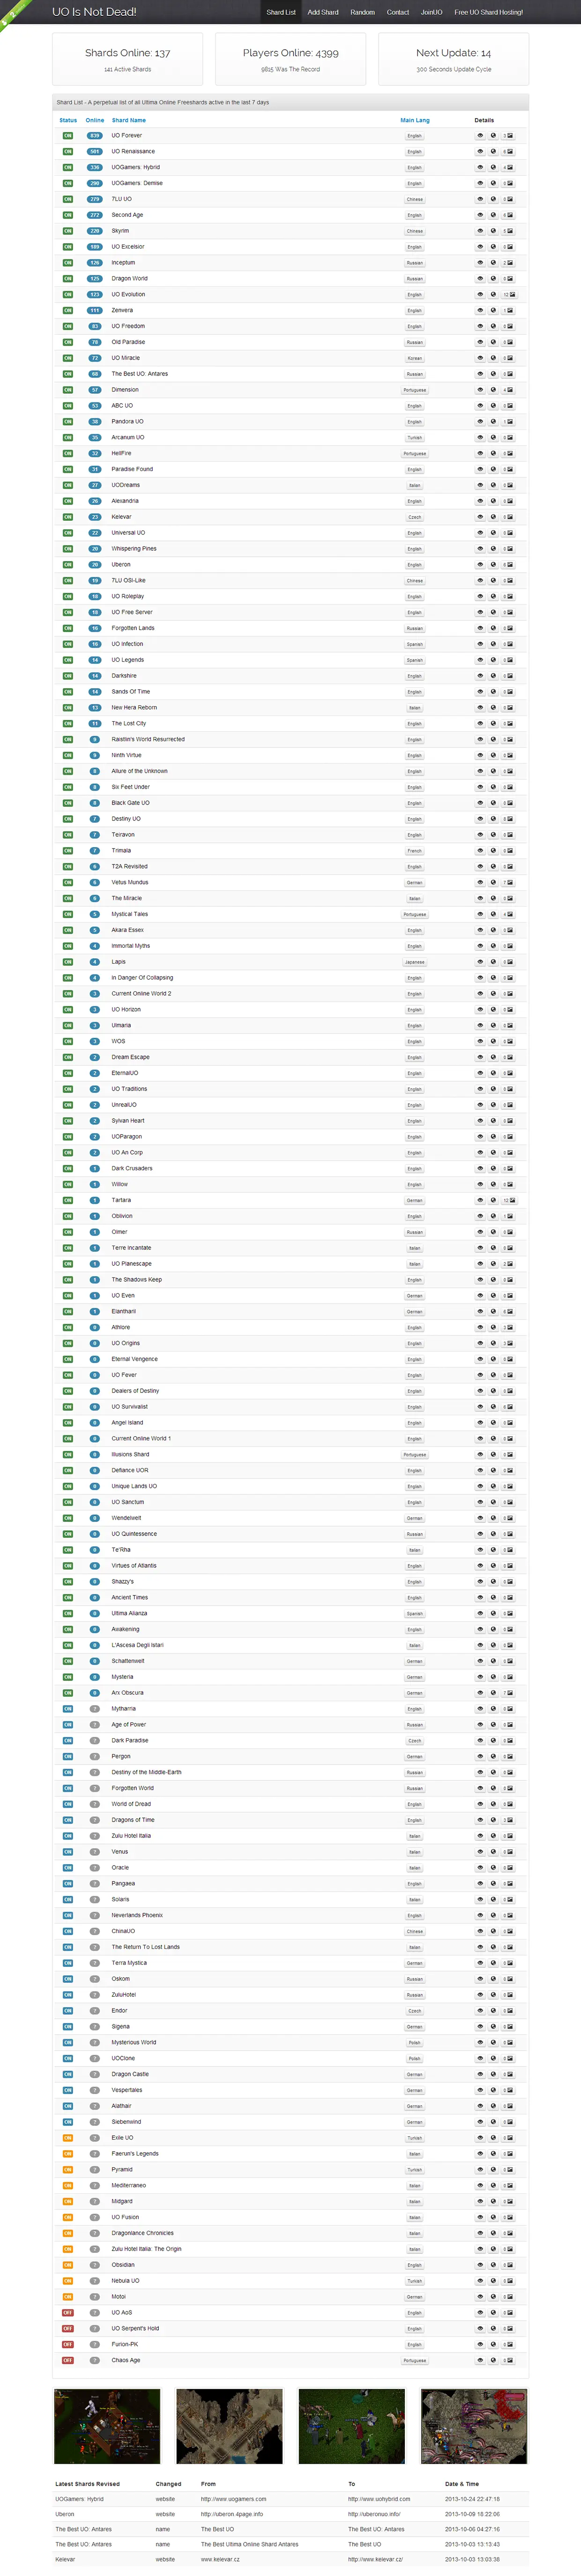 UO Is Not Dead!
Shard List Add Shard Random Contact JoinUO Free UO Shard Hosting!
Shards Online: 137
141 Active Shards
Players Online: 4399
9815 Was The Record
Next Update: 14
300 Seconds Update Cycle
Shard List - A perpetual list of all Ultima Online Freeshards active in the last 7 days
Status Online Shard Name Main Lang Details
ON 839 UO Forever English
ON 501 UO Renaissance English
ON 336 UOGamers: Hybrid English
ON 290 UOGamers: Demise English
ON 279 7LU UO Chinese
ON 272 Second Age English
ON 220 Skyrim Chinese
ON 189 UO Excelsior English
ON 126 Inceptum Russian
ON 125 Dragon World Russian
ON 123 UO Evolution English 12
ON 111 Zenvera English
ON 83 UO Freedom English
ON 78 Old Paradise Russian
ON 72 UO Miracle Korean
ON 68 The Best UO: Antares Russian
ON 57 Dimension Portuguese
ON 53 ABC UO English
ON 38 Pandora UO English
ON 35 Arcanum UO Turkish
ON 32 HellFire Portuguese
ON 31 Paradise Found English
ON 27 UODreams Italian
ON 26 Alexandria English
ON 23 Kelevar Czech
ON 22 Universal UO English
ON 20 Whispering Pines English
ON 20 Uberon English
ON 19 7LU OSI-Like Chinese
ON UO Roleplay English
ON UO Free Server English
ON Forgotten Lands Russian
ON UO Infection Spanish
ON 14 UO Legends Spanish
ON 14 Darkshire English
ON 14 Sands Of Time English
ON 13 New Hera Reborn Italian
ON 11 The Lost City English
ON 9 Raistlin's World Resurrected English
ON 9 Ninth Virtue English
ON 8 Allure of the Unknown English
ON 8 Six Feet Under English
ON 8 Black Gate UO English
ON 7 Destiny UO English
ON 7 Teiravon English
ON 7 Trimala French
ON 6 T2A Revisited English
ON 6 Vetus Mundus German
ON The Miracle Italian
ON 5 Mystical Tales Portuguese
ON 5 Akara Essex English
ON 4 Immortal Myths English
ON 4 Lapis Japanese
ON 4 In Danger Of Collapsing English
ON 3 Current Online World 2 English
ON 3 UO Horizon English
ON 3 Ulmaria English
ON 3 WOS English
ON 2 Dream Escape English
ON 2 EternalUO English
ON 2 UO Traditions English
ON 2 UnrealUO English
ON 2 Sylvan Heart English
ON 2 UOParagon English
ON 2 UO An Corp English
ON 1 Dark Crusaders English
ON 1 Willow English
ON 1 Tartara German 12
ON 1 Oblivion English
ON 1 Olmer Russian
ON 1 Terre Incantate Italian
ON 1 UO Planescape Italian
ON 1 The Shadovs Keep English
ON 1 UO Even German
ON 1 Elantharil German
ON 0 Athlore English
ON 0 UO Origins English
ON 0 Eternal Vengence English
ON 0 UO Fever English
ON 0 Dealers of Destiny English
ON 0 UO Survivalist English
ON 0 Angel Island English
ON 0 Current Online World 1 English
ON 0 Illusions Shard Portuguese
ON 0 Defiance UOR English
ON 0 Unique Lands UO English
ON 0 UO Sanctum English
ON 0 Wendelwelt German
ON 0 UO Quintessence Russian
ON 0 Te'Rha Italian
ON 0 Virtues of Atlantis English
ON 0 Shazzy's English
ON 0 Ancient Times English
ON 0 Ultima Alianza Spanish
ON 0 Awakening English
ON 0 L'Ascesa Degli Istari Italian
ON 0 Schattenwelt German
ON 0 Mysteria German
ON 0 Arx Obscura German
ON ? Mytharria English
ON ? Age of Power Russian
ON ? Dark Paradise Czech
ON ? Pergon German
ON ? Destiny of the Middle-Earth Russian
ON ? Forgotten World Russian
ON ? World of Dread English
ON ? Dragons of Time English
ON ? Zulu Hotel Italia Italian
ON ? Venus Italian
ON ? Oracle Italian
ON ? Pangaea English
ON ? Solaris Italian
ON ? Neverlands Phoenix English
ON ? ChinaUO Chinese
ON ? The Return To Lost Lands Italian
ON ? Terra Mystica German
ON ? Oskom Russian
ON ? ZuluHotel Russian
ON ? Endor Czech
ON ? Sigena German
ON ? Mysterious World Polish
ON ? UOClone Polish
ON ? Dragon Castle German
ON ? Vespertales German
ON ? Alathair German
ON ? Siebenwind German
ON ? Exile UO Turkish
ON ? Faerun's Legends Italian
ON ? Pyramid Turkish
ON ? Mediterraneo Italian
ON ? Midgard Italian
ON ? UO Fusion Italian
ON ? Dragonlance Chronicles Italian
ON ? Zulu Hotel Italia: The Origin Italian
ON ? Obsidian English
ON ? Nebula UO Turkish
ON ? Motoi German
OFF ? UO AoS English
OFF ? UO Serpent's Hold English
OFF ? Furion-PK English
OFF ? Chaos Age Portuguese
Latest Shards Revised Changed From To Date & Time
UOGamers: Hybrid website http://www.uogamers.com http://www.uohybrid.com 2013-10-24 22:47:18
Uberon website http://uberon.4page.info http://uberonuo.info/ 2013-10-09 16:22:06
The Best UO: Antares name The Best UO The Best UO: Antares 2013-10-06 04:27:16
The Best UO: Antares name The Best Ultima Online Shard Antares The Best UO 2013-10-03 13:13:43
Kelevar website www.kelevar.cz http://www.kelevar.cz/ 2013-10-03 13:03:38